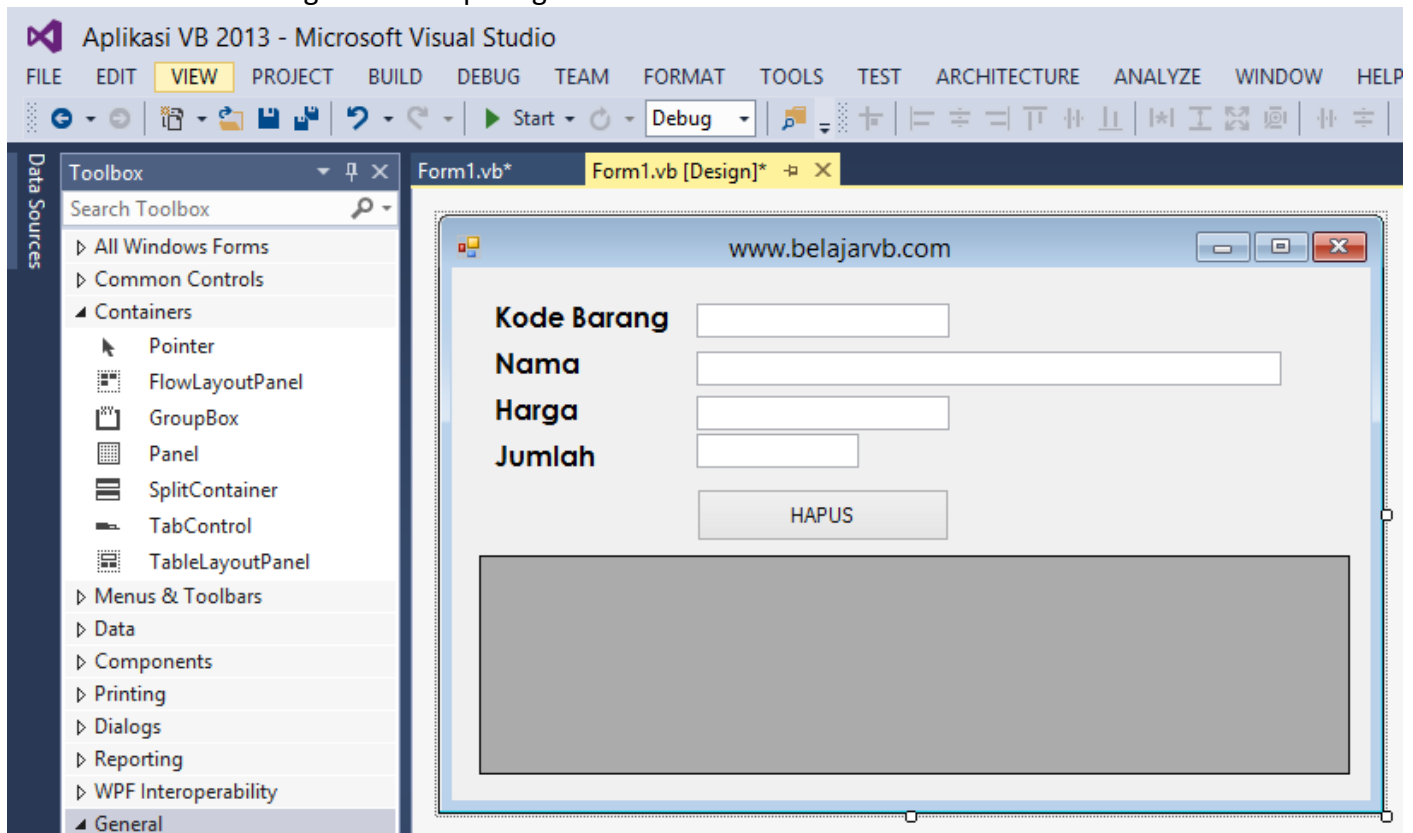 Aplikasi VB 2013 - Microsoft Visual Studio
FILE EDIT VIEW PROJECT BUILD DEBUG TEAM FORMAT TOOLS TEST ARCHITECTURE ANALYZE WINDOW HELP
Start Debug
Data Sources
Toolbox
Search Toolbox
All Windows Forms
Common Controls
Containers
Pointer
FlowLayoutPanel
GroupBox
Panel
SplitContainer
TabControl
TableLayoutPanel
Menus & Toolbars
Data
Components
Printing
Dialogs
Reporting
WPF Interoperability
General
Form1.vb* Form1.vb [Design]*
www.belajarvb.com
Kode Barang
Nama
Harga
Jumlah
HAPUS